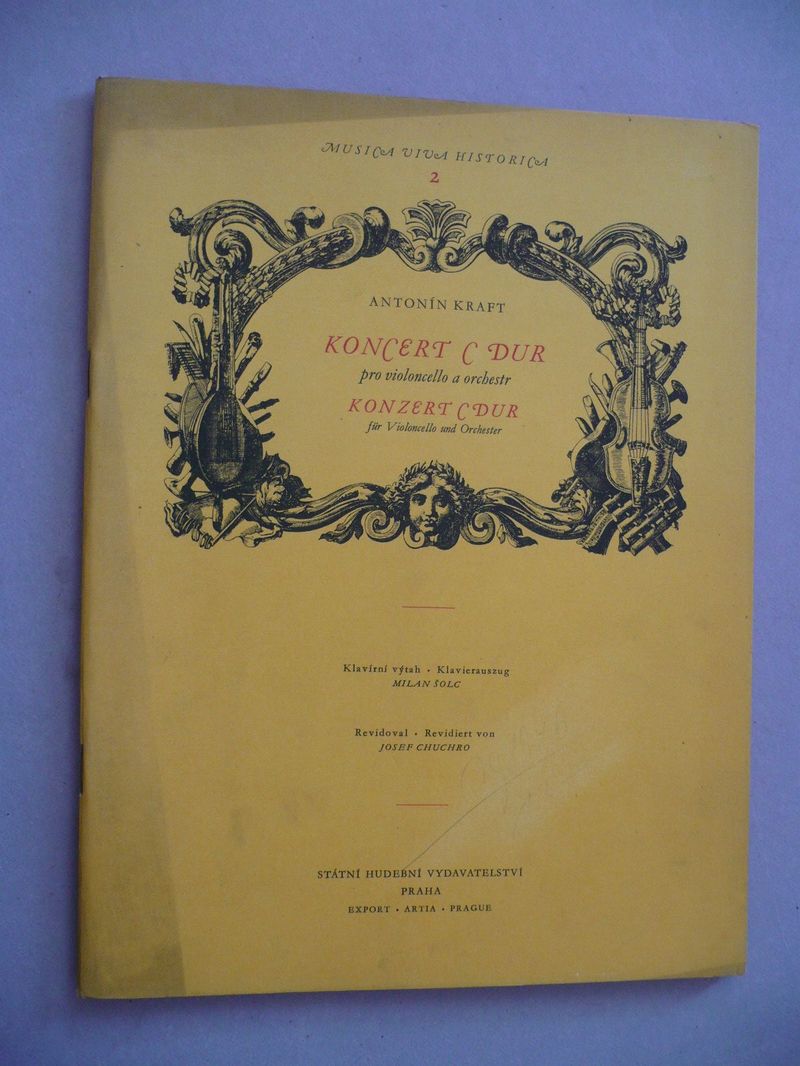 MUSICA VIVA HISTORICA
2
ANTONÍN KRAFT
KONCERT C DUR
pro violoncello a orchestr
KONZERT C DUR
für Violoncello und Orchester
Klavírní výtah • Klavierauszug
MILAN ŠOLC
Revidoval • Revidiert von
JOSEF CHUCHRO
STÁTNÍ HUDEBNÍ VYDAVATELSTVÍ
PRAHA
EXPORT • ARTIA • PRAGUE